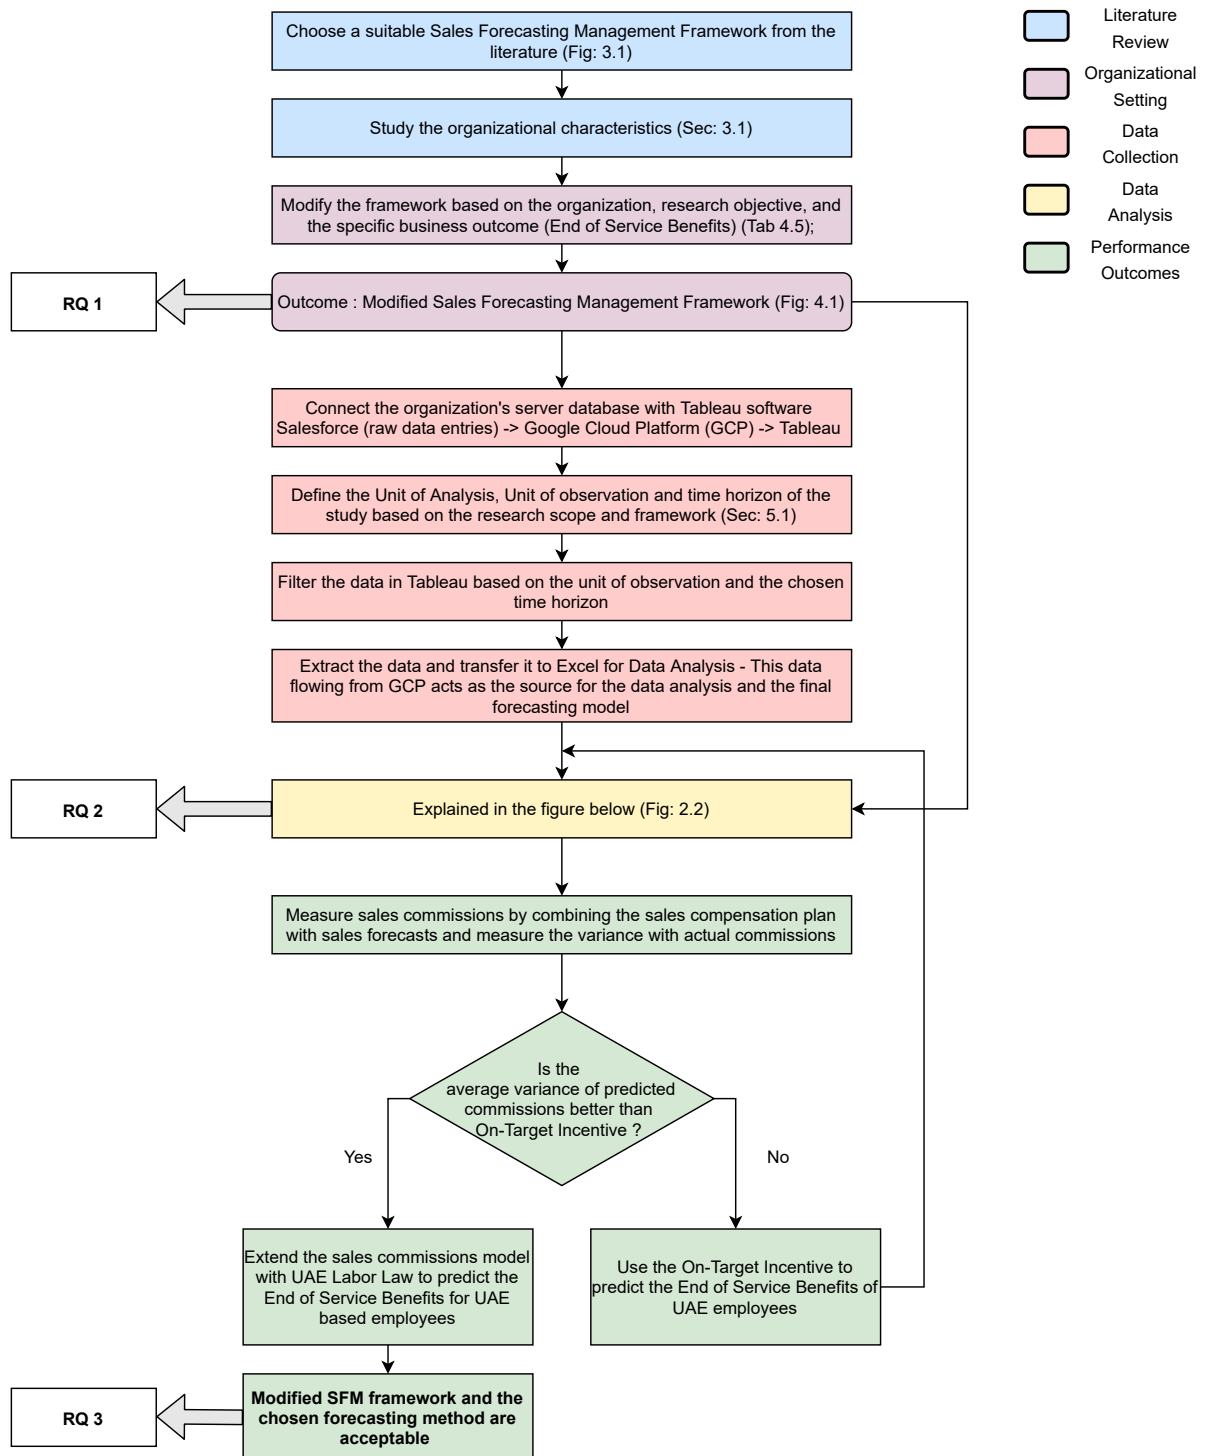 Choose a suitable Sales Forecasting Management Framework from the
literature (Fig: 3.1)
Study the organizational characteristics (Sec: 3.1)
Modify the framework based on the organization, research objective, and
the specific business outcome (End of Service Benefits) (Tab 4.5);
RQ 1
Outcome : Modified Sales Forecasting Management Framework (Fig: 4.1)
Connect the organization's server database with Tableau software
Salesforce (raw data entries) -> Google Cloud Platform (GCP) -> Tableau
Define the Unit of Analysis, Unit of observation and time horizon of the
study based on the research scope and framework (Sec: 5.1)
Filter the data in Tableau based on the unit of observation and the chosen
time horizon
Extract the data and transfer it to Excel for Data Analysis - This data
flowing from GCP acts as the source for the data analysis and the final
forecasting model
RQ 2
Explained in the figure below (Fig: 2.2)
Measure sales commissions by combining the sales compensation plan
with sales forecasts and measure the variance with actual commissions
Is the
average variance of predicted
commissions better than
On-Target Incentive ?
Yes
No
Extend the sales commissions model
with UAE Labor Law to predict the
End of Service Benefits for UAE
based employees
Use the On-Target Incentive to
predict the End of Service Benefits of
UAE employees
RQ 3
Modified SFM framework and the
chosen forecasting method are
acceptable
Literature
Review
Organizational
Setting
Data
Collection
Data
Analysis
Performance
Outcomes